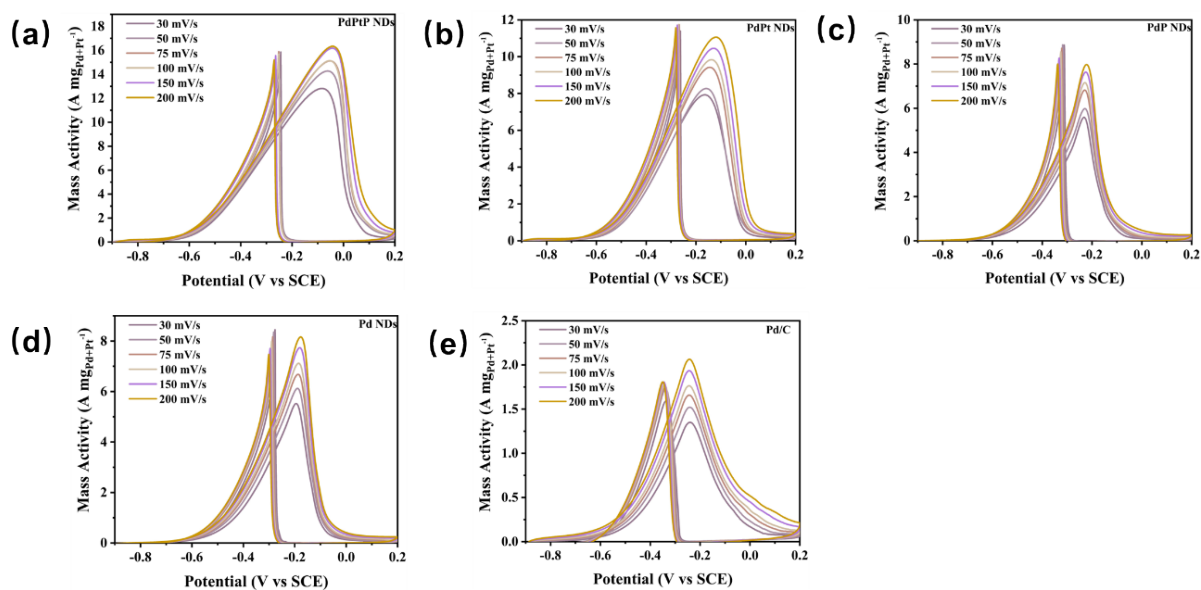 (a)
PdPtP NDs
30 mV/s
50 mV/s
75 mV/s
100 mV/s
150 mV/s
200 mV/s
Mass Activity (A mg_{Pd+Pt}^{-1})
18
16
14
12
10
8
6
4
2
0
-0.8
-0.6
-0.4
-0.2
0.0
0.2
Potential (V vs SCE)
(b)
PdPt NDs
30 mV/s
50 mV/s
75 mV/s
100 mV/s
150 mV/s
200 mV/s
Mass Activity (A mg_{Pd+Pt}^{-1})
12
10
8
6
4
2
0
-0.8
-0.6
-0.4
-0.2
0.0
0.2
Potential (V vs SCE)
(c)
PdP NDs
30 mV/s
50 mV/s
75 mV/s
100 mV/s
150 mV/s
200 mV/s
Mass Activity (A mg_{Pd+Pt}^{-1})
10
8
6
4
2
0
-0.8
-0.6
-0.4
-0.2
0.0
0.2
Potential (V vs SCE)
(d)
Pd NDs
30 mV/s
50 mV/s
75 mV/s
100 mV/s
150 mV/s
200 mV/s
Mass Activity (A mg_{Pd+Pt}^{-1})
8
6
4
2
0
-0.8
-0.6
-0.4
-0.2
0.0
0.2
Potential (V vs SCE)
(e)
Pd/C
30 mV/s
50 mV/s
75 mV/s
100 mV/s
150 mV/s
200 mV/s
Mass Activity (A mg_{Pd+Pt}^{-1})
2.5
2.0
1.5
1.0
0.5
0.0
-0.8
-0.6
-0.4
-0.2
0.0
0.2
Potential (V vs SCE)